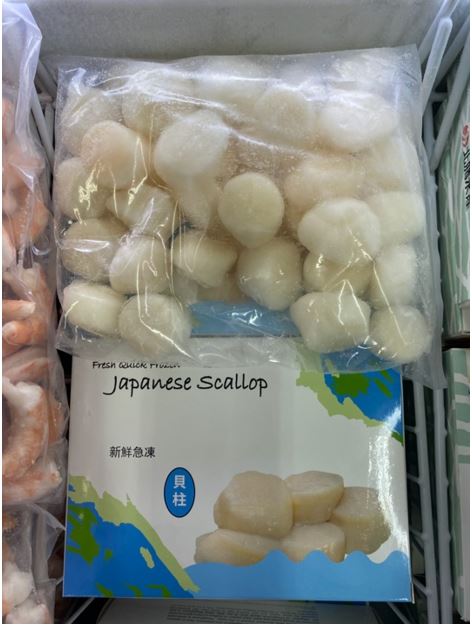 Fresh Quick Frozen
Japanese Scallop
新鮮急凍
貝柱